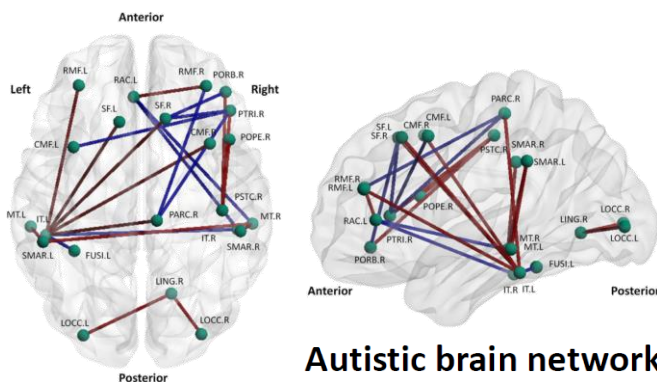 Anterior
Left
Right
RMF.L
RAC.L
RMF.R
PORB.R
SF.L
SF.R
PTRI.R
CMF.L
CMF.R
POPE.R
MT.L
IT.L
PARC.R
PSTC.R
MT.R
IT.R
SMAR.R
SMAR.L
FUSI.L
LING.R
LOCC.L
LOCC.R
Posterior
PARC.R
SF.L
CMF.R
CMF.L
SF.R
PSTC.R
SMAR.R
SMAR.L
RMF.R
RMF.L
POPE.R
RAC.L
PTRI.R
PORB.R
MT.R
MT.L
LING.R
LOCC.R
LOCC.L
FUSI.L
IT.R
IT.L
Anterior
Posterior
Autistic brain network